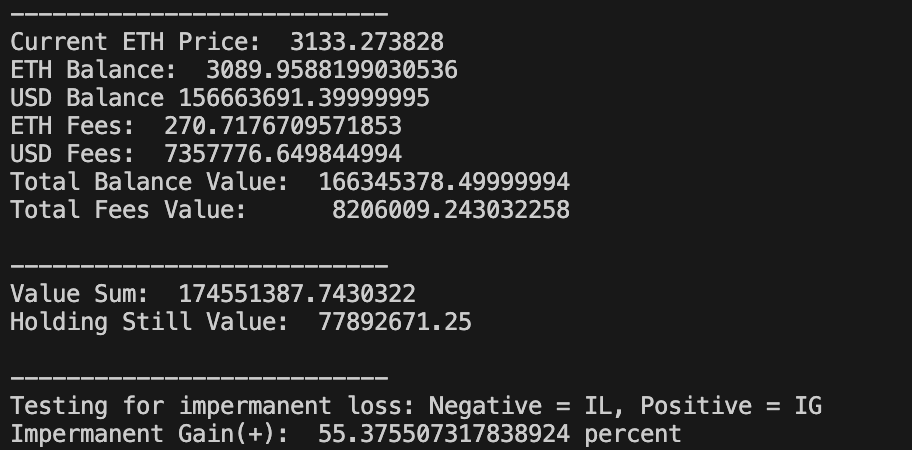 ----------------------------
Current ETH Price:  3133.273828
ETH Balance:  3089.9588199030536
USD Balance 156663691.39999995
ETH Fees:  270.7176709571853
USD Fees:  7357776.649844994
Total Balance Value:  166345378.49999994
Total Fees Value:      8206009.243032258
----------------------------
Value Sum:  174551387.7430322
Holding Still Value:  77892671.25
----------------------------
Testing for impermanent loss: Negative = IL, Positive = IG
Impermanent Gain(+):  55.375507317838924 percent